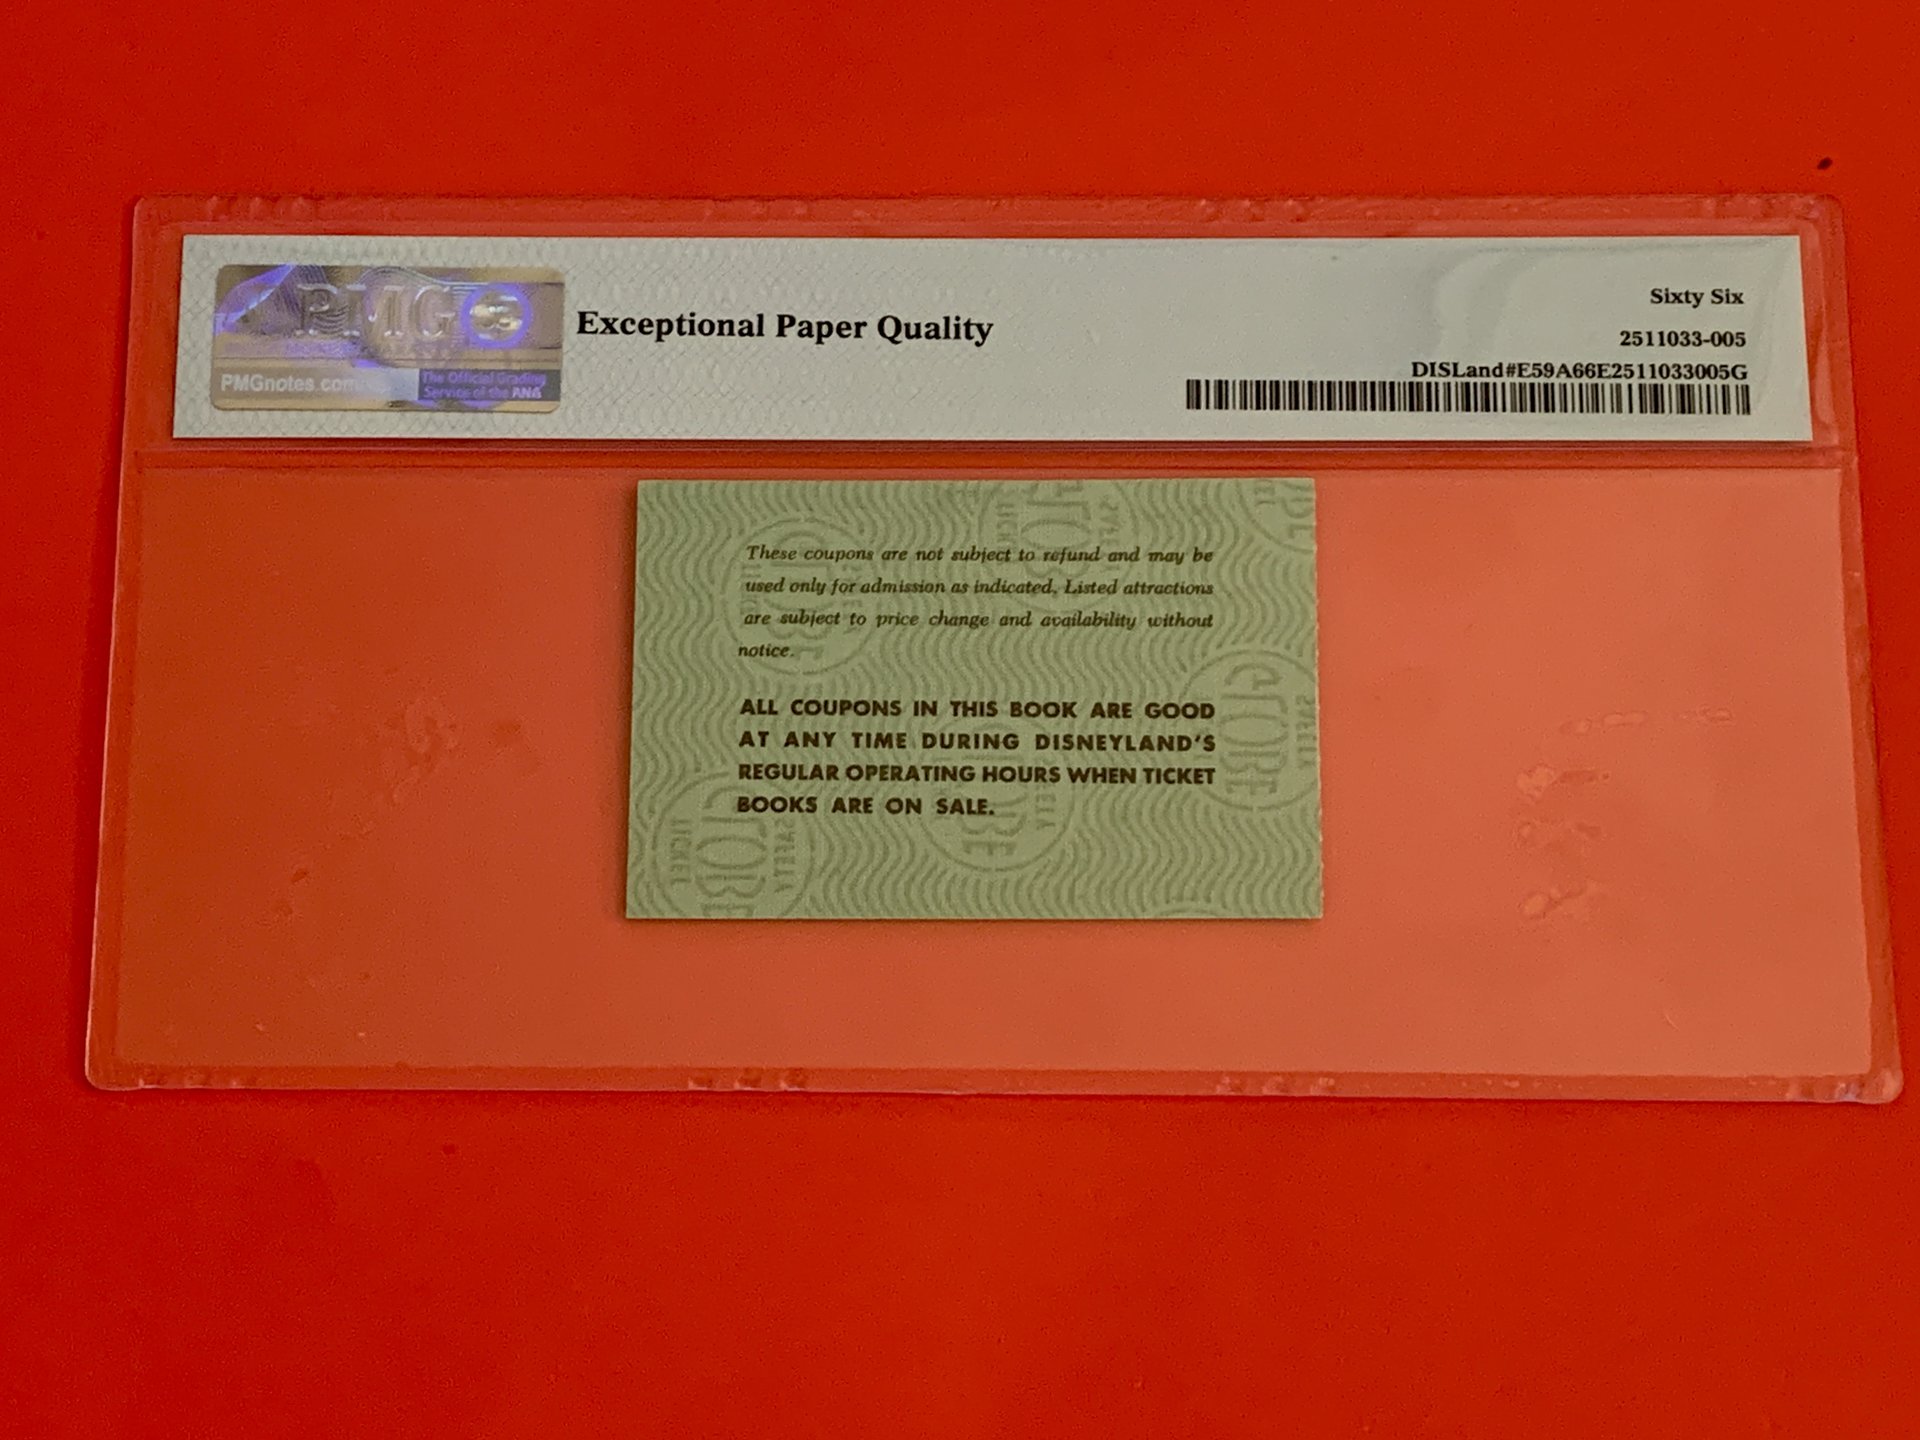 PMG
PMGnotes.com
The Official Grading
Service of the ANA
Exceptional Paper Quality
Sixty Six
2511033-005
DISLand#E59A66E2511033005G
These coupons are not subject to refund and may be
used only for admission as indicated. Listed attractions
are subject to price change and availability without
notice.
ALL COUPONS IN THIS BOOK ARE GOOD
AT ANY TIME DURING DISNEYLAND'S
REGULAR OPERATING HOURS WHEN TICKET
BOOKS ARE ON SALE.
GLOBE
SAFETY
TICKET